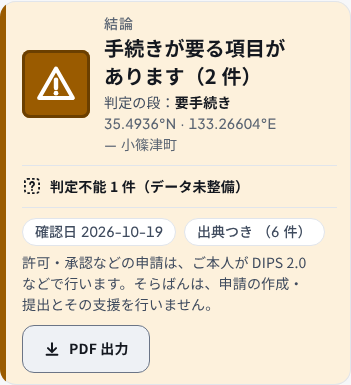 結論
手続きが要る項目が
あります（2 件）
判定の段：要手続き
35.4936°N · 133.26604°E
— 小篠津町
判定不能 1 件（データ未整備）
確認日 2026-10-19　出典つき （6 件）
許可・承認などの申請は、ご本人が DIPS 2.0
などで行います。そらばんは、申請の作成・
提出とその支援を行いません。
PDF 出力